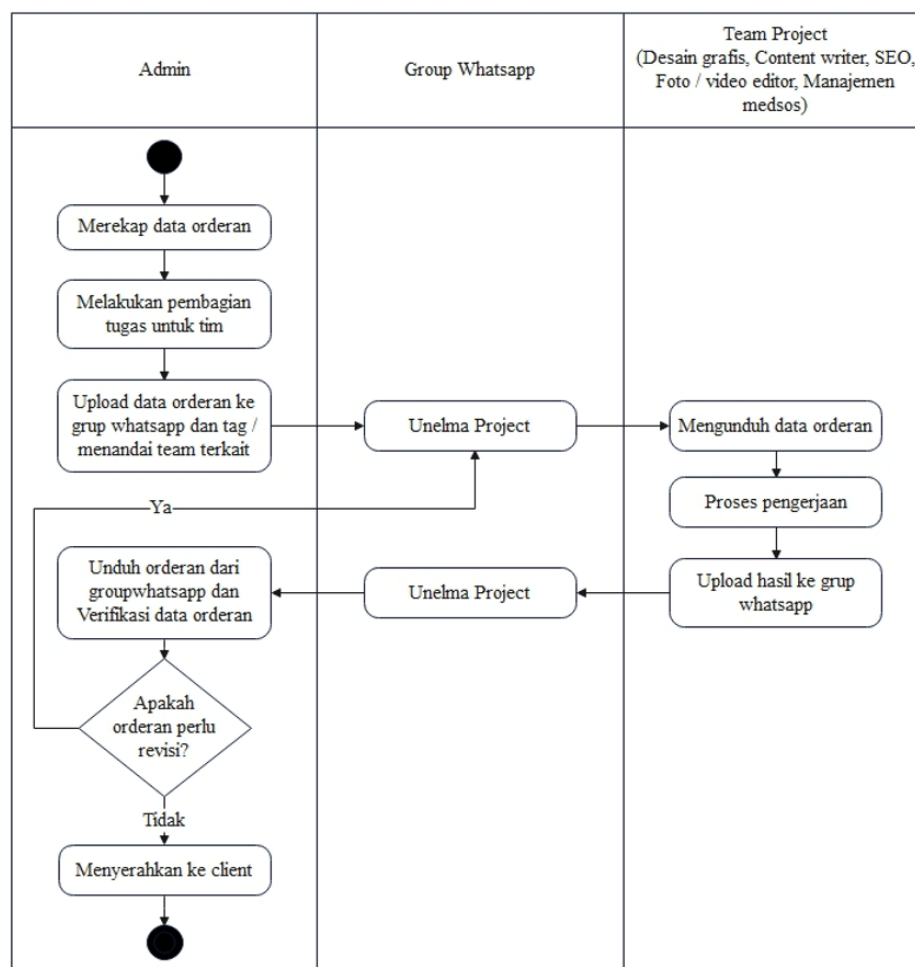 Admin
Group Whatsapp
Team Project
(Desain grafis, Content writer, SEO,
Foto / video editor, Manajemen
medsos)
Merekap data orderan
Melakukan pembagian
tugas untuk tim
Upload data orderan ke
grup whatsapp dan tag /
menandai team terkait
Unelma Project
Mengunduh data orderan
Ya
Proses pengerjaan
Unduh orderan dari
groupwhatsapp dan
Verifikasi data orderan
Unelma Project
Upload hasil ke grup
whatsapp
Apakah
orderan perlu
revisi?
Tidak
Menyerahkan ke client